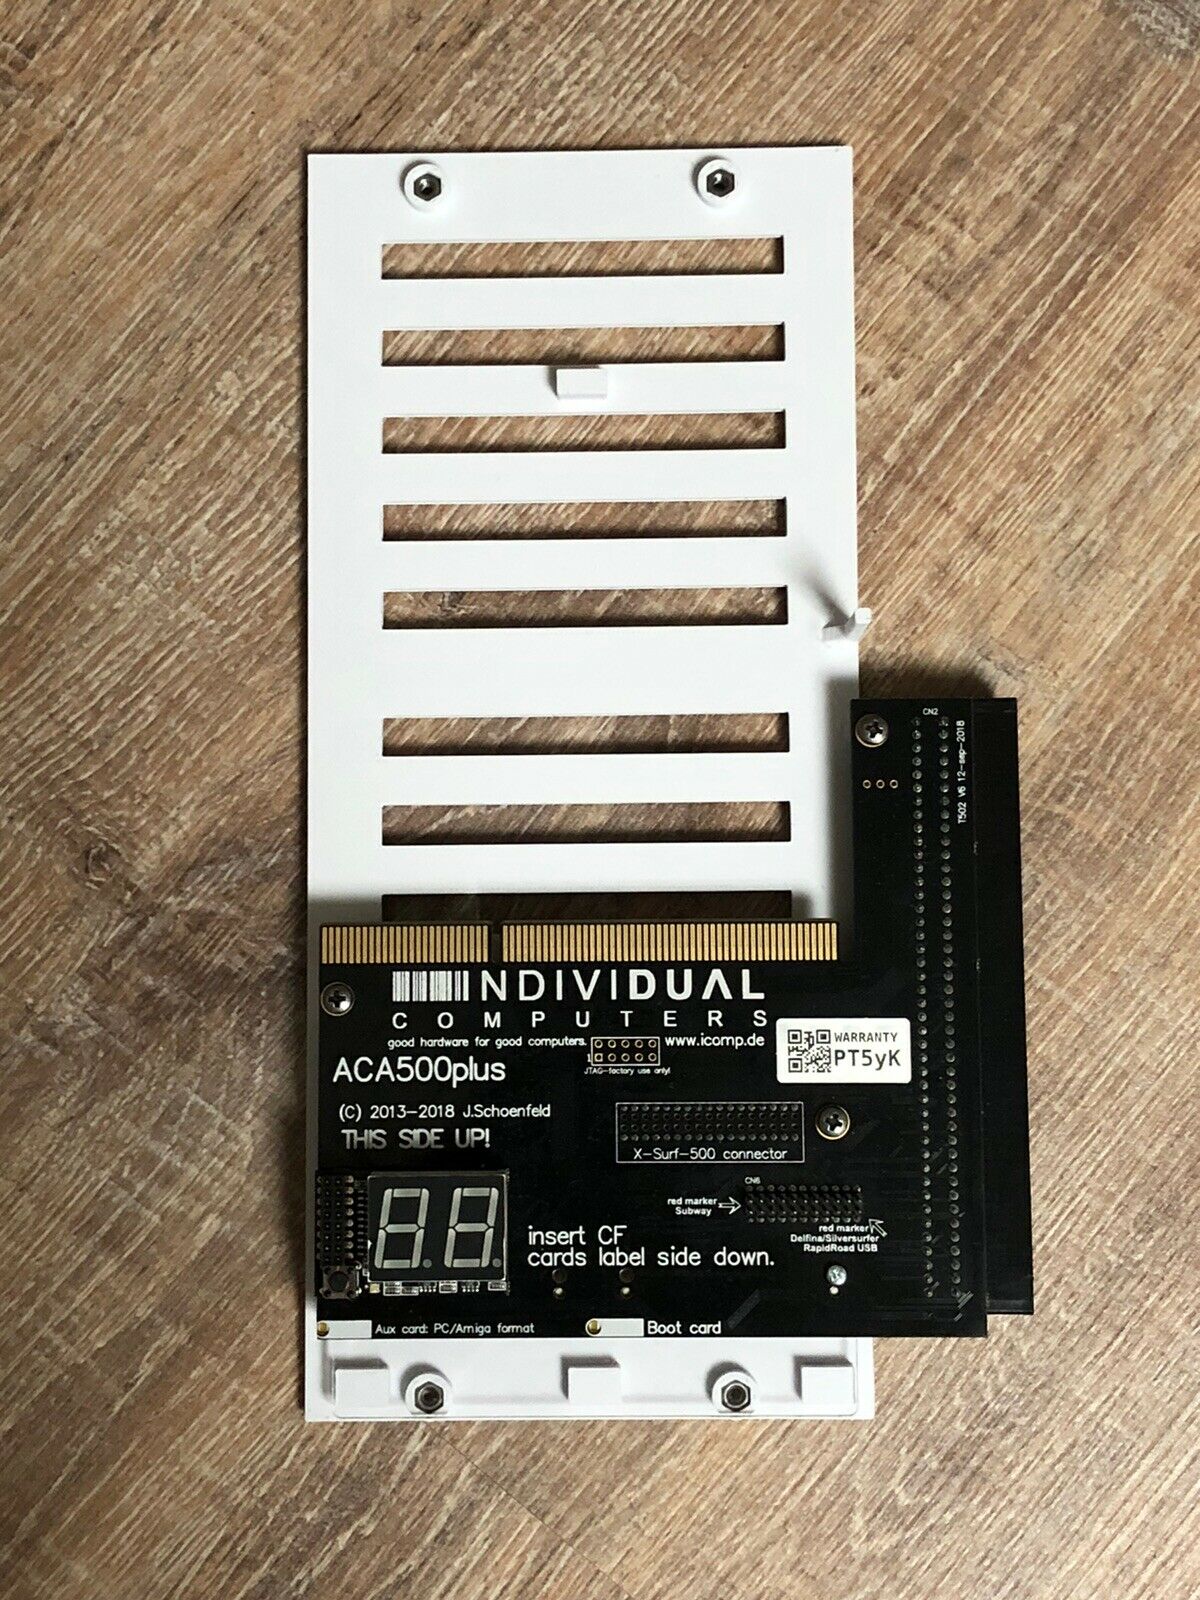 CN2
T502 V6 12-sep-2018
INDIVIDUAL
COMPUTERS
good hardware for good computers.
www.icomp.de
1
JTAG-factory use only!
WARRANTY
PT5yK
ACA500plus
(C) 2013-2018 J.Schoenfeld
THIS SIDE UP!
X-Surf-500 connector
CN6
red marker
Subway
red marker
Delfina/Silversurfer
RapidRoad USB
insert CF
cards label side down.
Aux card: PC/Amiga format
Boot card